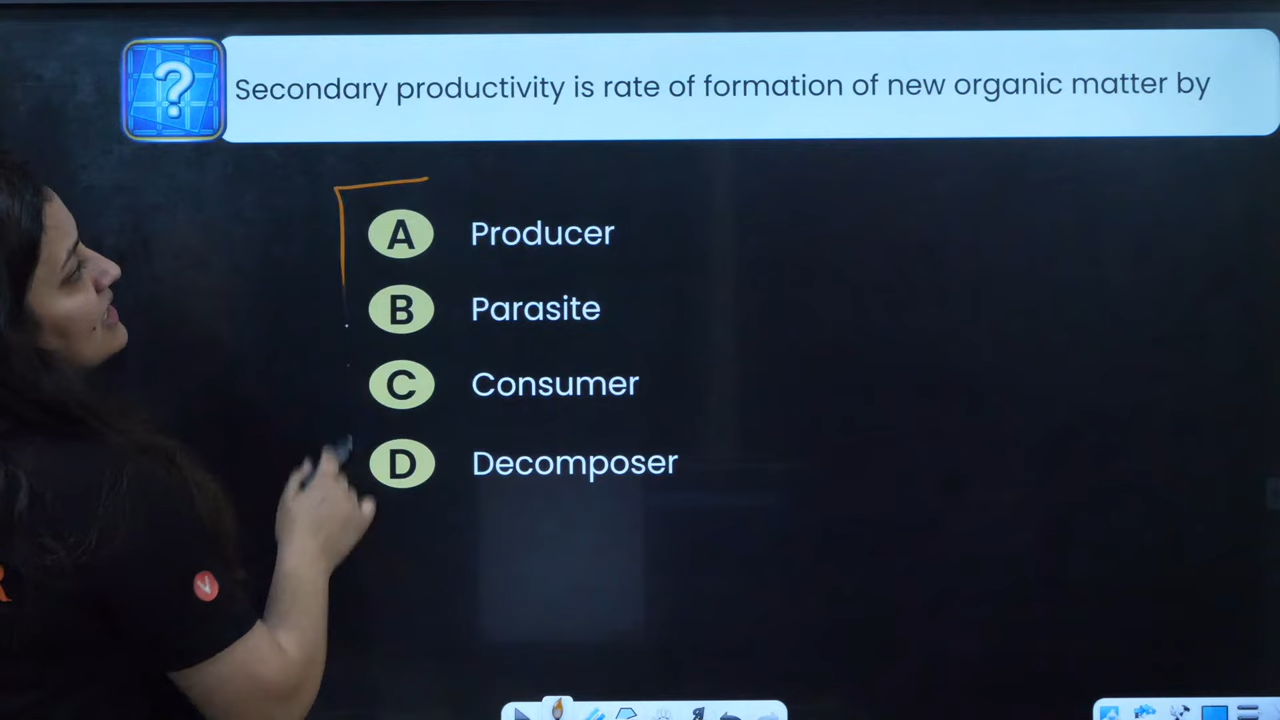 ?
Secondary productivity is rate of formation of new organic matter by
A Producer
B Parasite
C Consumer
D Decomposer
R
V